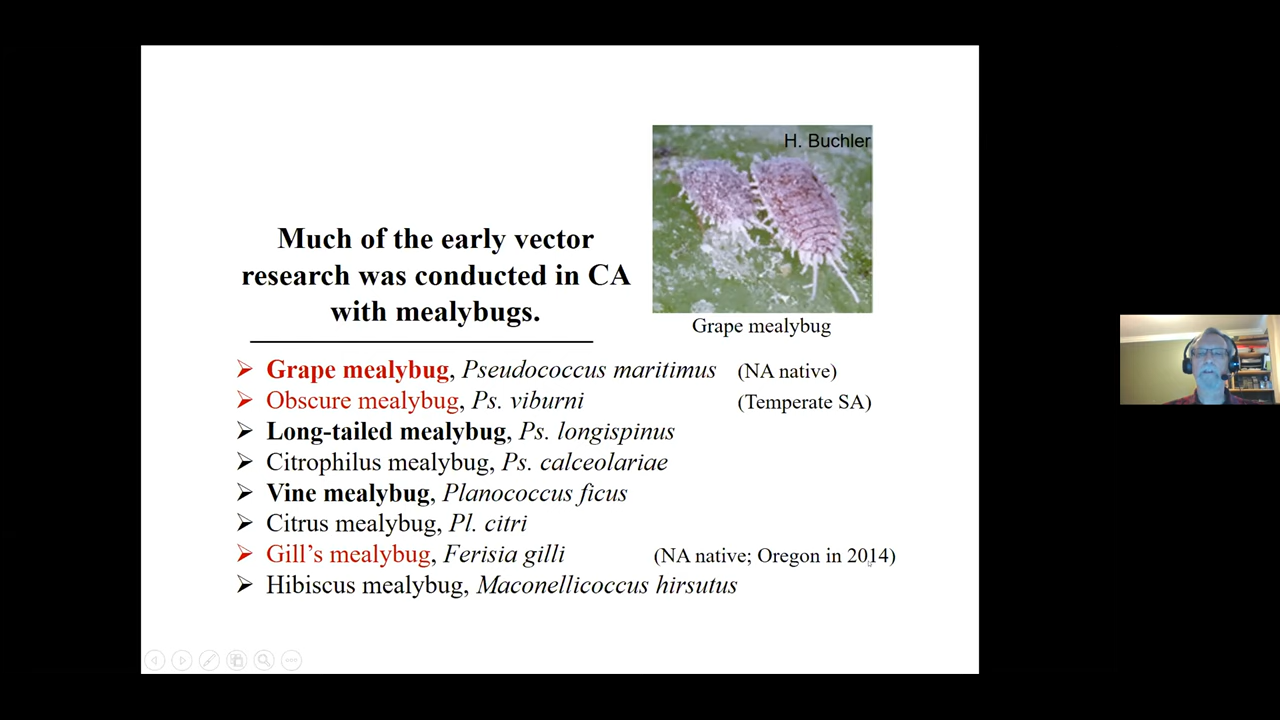 H. Buchler
Much of the early vector
research was conducted in CA
with mealybugs.
Grape mealybug
➢ Grape mealybug, Pseudococcus maritimus (NA native)
➢ Obscure mealybug, Ps. viburni (Temperate SA)
➢ Long-tailed mealybug, Ps. longispinus
➢ Citrophilus mealybug, Ps. calceolariae
➢ Vine mealybug, Planococcus ficus
➢ Citrus mealybug, Pl. citri
➢ Gill’s mealybug, Ferisia gilli (NA native; Oregon in 2014)
➢ Hibiscus mealybug, Maconellicoccus hirsutus